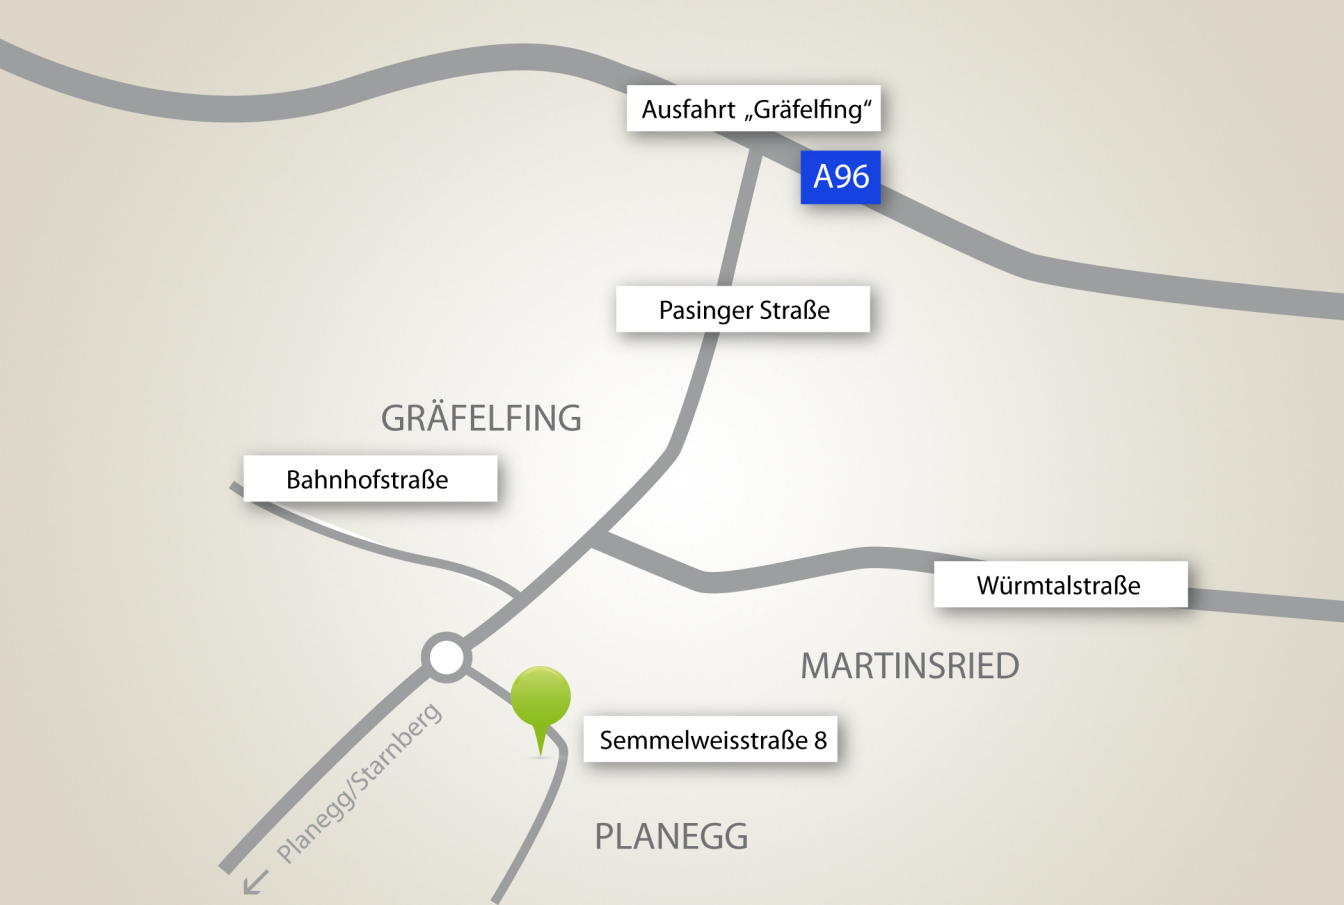 Ausfahrt „Gräfelfing“
A96
Pasinger Straße
GRÄFELFING
Bahnhofstraße
Würmtalstraße
MARTINSRIED
Semmelweisstraße 8
Planegg/Starnberg
PLANEGG